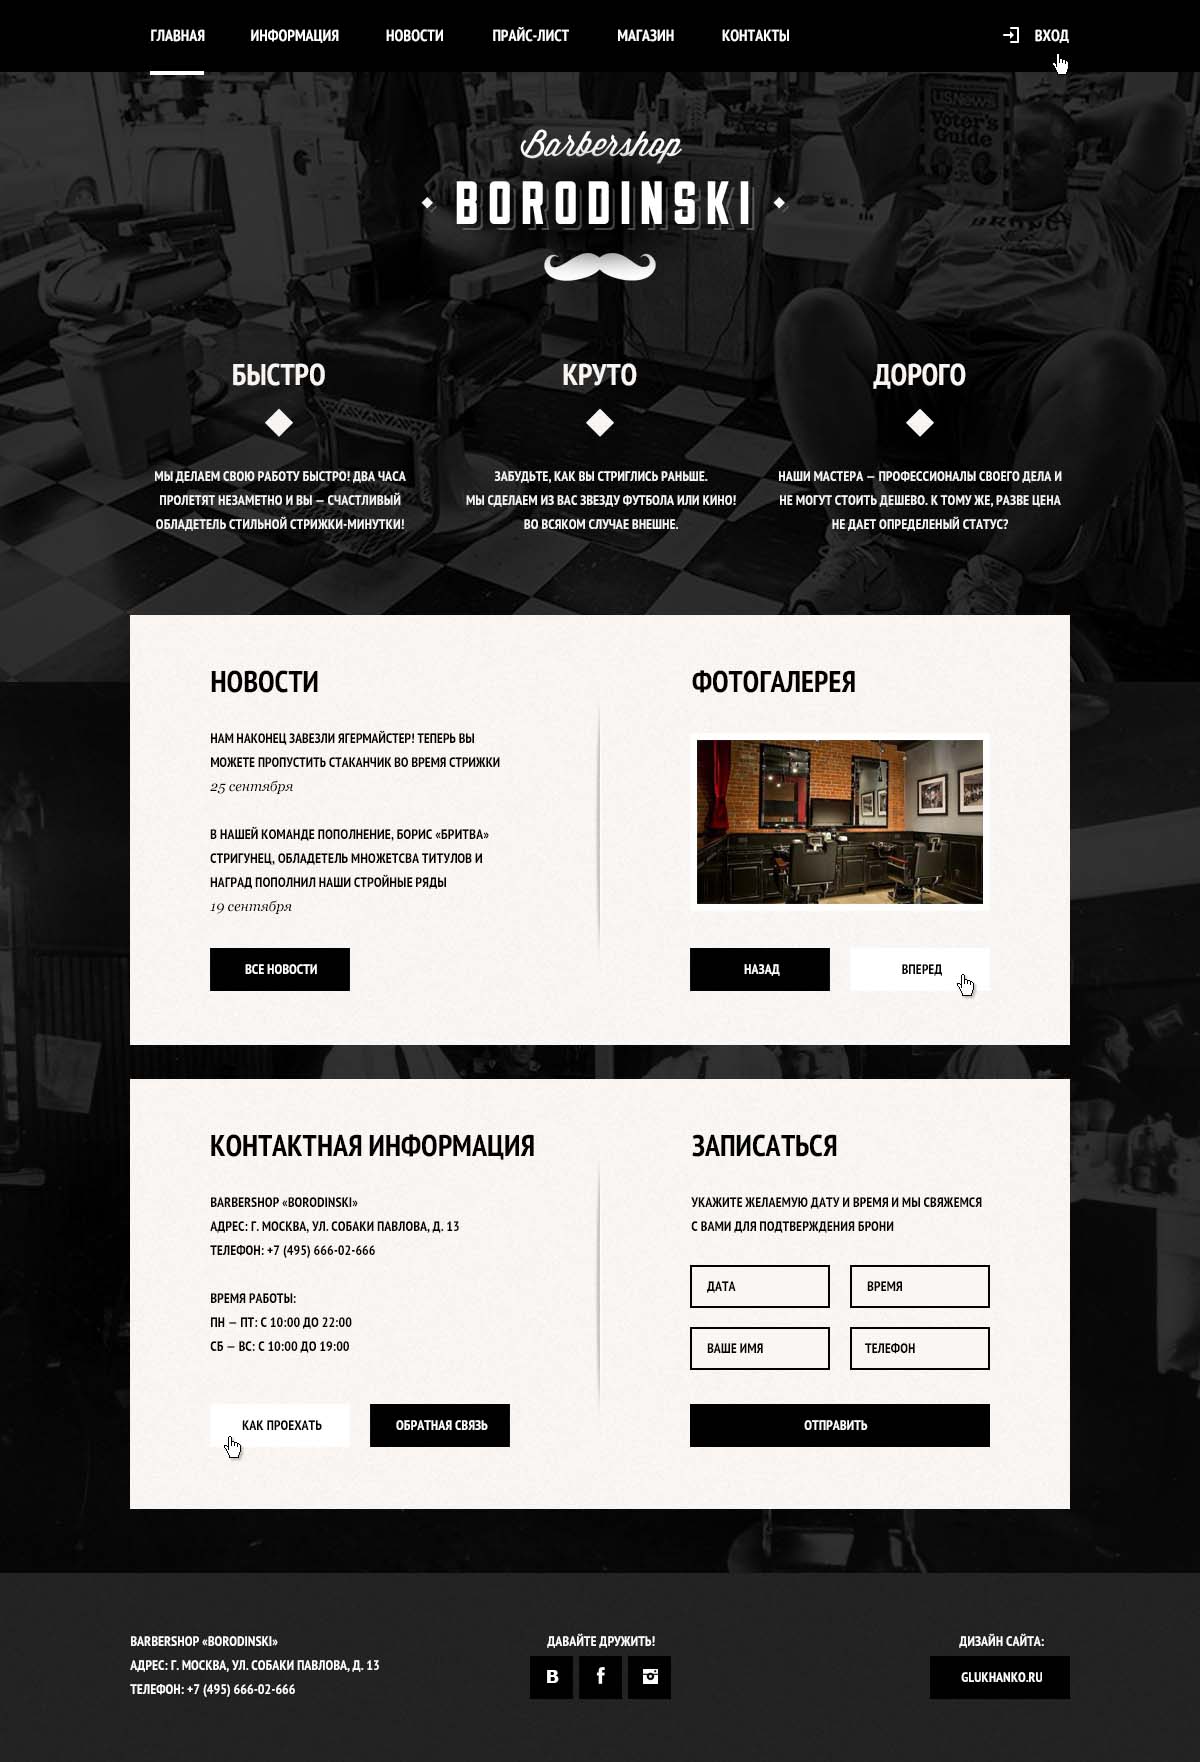 ГЛАВНАЯ ИНФОРМАЦИЯ НОВОСТИ ПРАЙС-ЛИСТ МАГАЗИН КОНТАКТЫ ВХОД
USNews
Voter's
Guide
Barbershop
BORODINSKI
БЫСТРО
МЫ ДЕЛАЕМ СВОЮ РАБОТУ БЫСТРО! ДВА ЧАСА
ПРОЛЕТЯТ НЕЗАМЕТНО И ВЫ — СЧАСТЛИВЫЙ
ОБЛАДЕТЕЛЬ СТИЛЬНОЙ СТРИЖКИ-МИНУТКИ!
КРУТО
ЗАБУДЬТЕ, КАК ВЫ СТРИГЛИСЬ РАНЬШЕ.
МЫ СДЕЛАЕМ ИЗ ВАС ЗВЕЗДУ ФУТБОЛА ИЛИ КИНО!
ВО ВСЯКОМ СЛУЧАЕ ВНЕШНЕ.
ДОРОГО
НАШИ МАСТЕРА — ПРОФЕССИОНАЛЫ СВОЕГО ДЕЛА И
НЕ МОГУТ СТОИТЬ ДЕШЕВО. К ТОМУ ЖЕ, РАЗВЕ ЦЕНА
НЕ ДАЕТ ОПРЕДЕЛЕНЫЙ СТАТУС?
НОВОСТИ
НАМ НАКОНЕЦ ЗАВЕЗЛИ ЯГЕРМАЙСТЕР! ТЕПЕРЬ ВЫ
МОЖЕТЕ ПРОПУСТИТЬ СТАКАНЧИК ВО ВРЕМЯ СТРИЖКИ
25 сентября
В НАШЕЙ КОМАНДЕ ПОПОЛНЕНИЕ, БОРИС «БРИТВА»
СТРИГУНЕЦ, ОБЛАДЕТЕЛЬ МНОЖЕТСВА ТИТУЛОВ И
НАГРАД ПОПОЛНИЛ НАШИ СТРОЙНЫЕ РЯДЫ
19 сентября
ВСЕ НОВОСТИ
ФОТОГАЛЕРЕЯ
НАЗАД ВПЕРЕД
КОНТАКТНАЯ ИНФОРМАЦИЯ
BARBERSHOP «BORODINSKI»
АДРЕС: Г. МОСКВА, УЛ. СОБАКИ ПАВЛОВА, Д. 13
ТЕЛЕФОН: +7 (495) 666-02-666
ВРЕМЯ РАБОТЫ:
ПН — ПТ: С 10:00 ДО 22:00
СБ — ВС: С 10:00 ДО 19:00
КАК ПРОЕХАТЬ ОБРАТНАЯ СВЯЗЬ
ЗАПИСАТЬСЯ
УКАЖИТЕ ЖЕЛАЕМУЮ ДАТУ И ВРЕМЯ И МЫ СВЯЖЕМСЯ
С ВАМИ ДЛЯ ПОДТВЕРЖДЕНИЯ БРОНИ
ДАТА ВРЕМЯ
ВАШЕ ИМЯ ТЕЛЕФОН
ОТПРАВИТЬ
BARBERSHOP «BORODINSKI»
АДРЕС: Г. МОСКВА, УЛ. СОБАКИ ПАВЛОВА, Д. 13
ТЕЛЕФОН: +7 (495) 666-02-666
ДАВАЙТЕ ДРУЖИТЬ!
В f
ДИЗАЙН САЙТА:
GLUKHANKO.RU